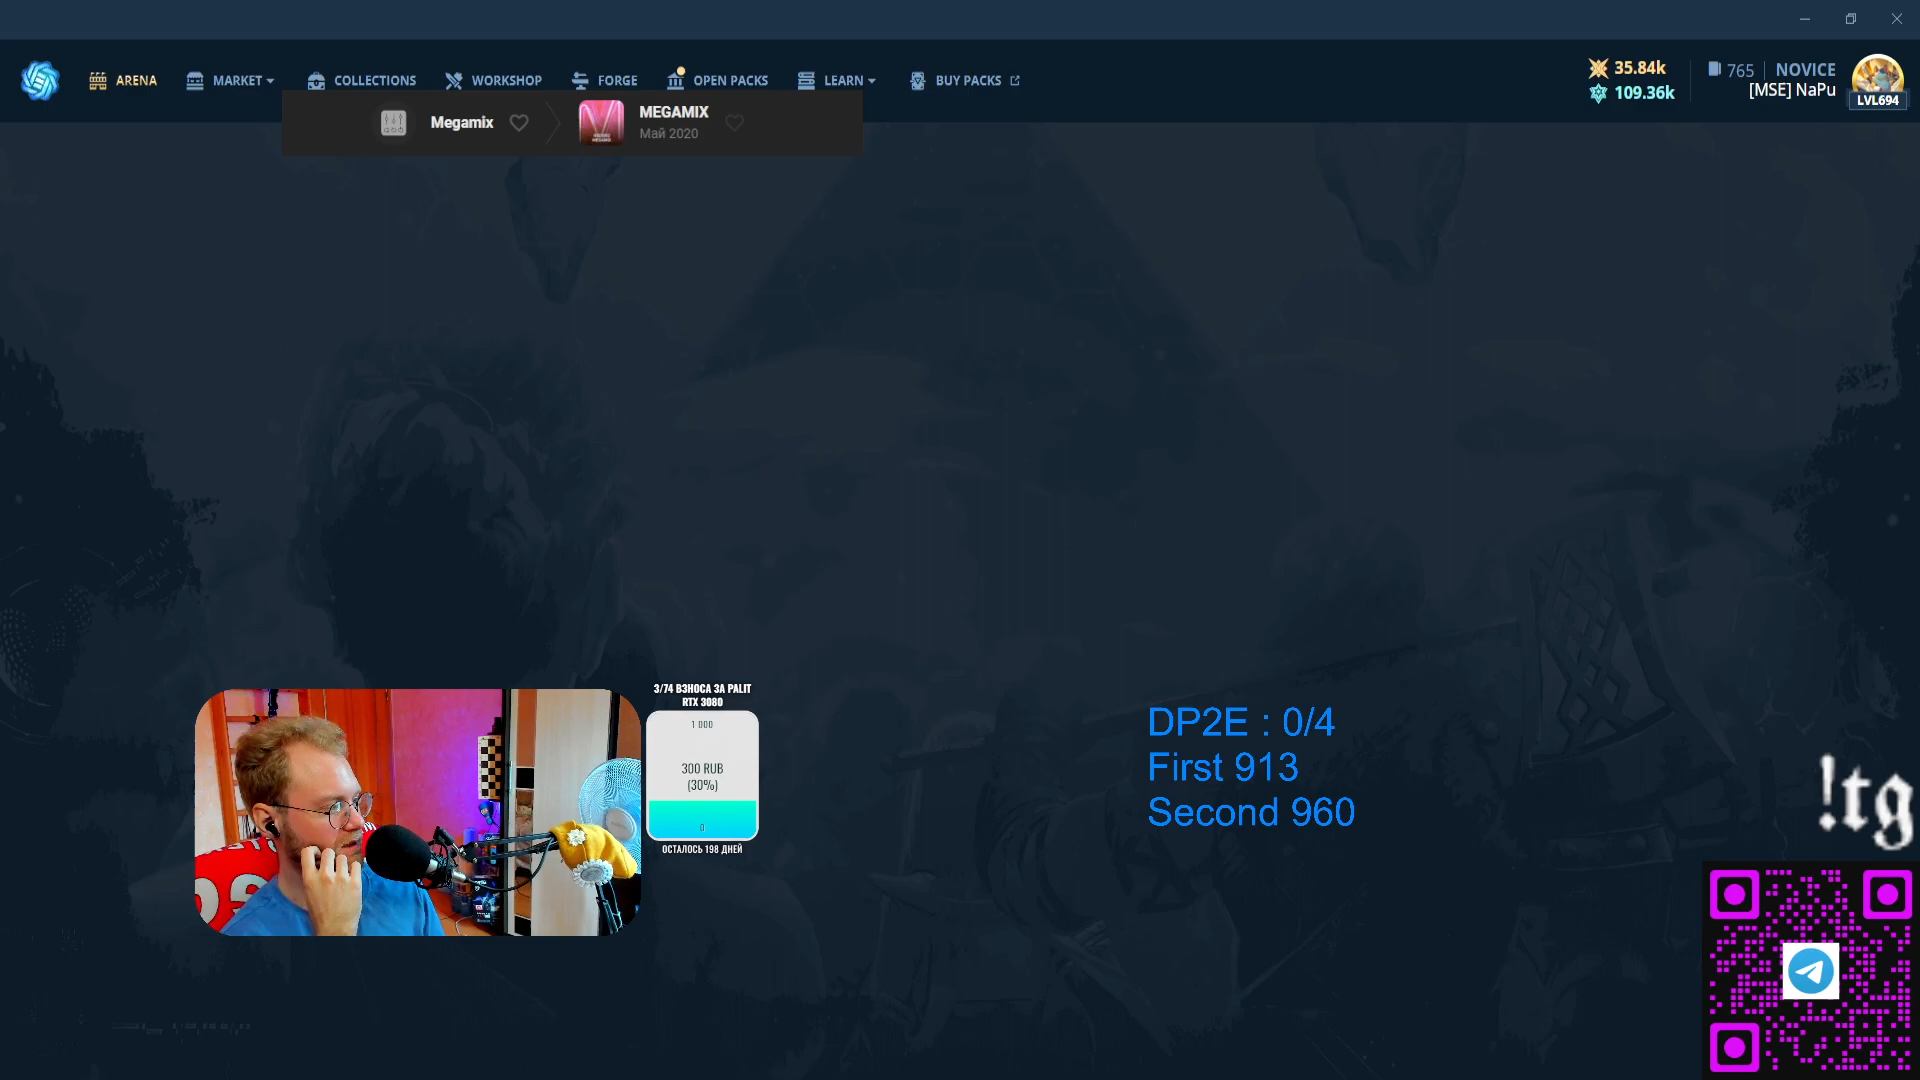 ARENA
MARKET
COLLECTIONS
WORKSHOP
FORGE
OPEN PACKS
LEARN
BUY PACKS
35.84k
109.36k
765
NOVICE
[MSE] NaPu
LVL694
Megamix
MEGAMIX
Май 2020
3/74 ВЗНОСА ЗА PALIT
RTX 3080
1 000
300 RUB
(30%)
0
ОСТАЛОСЬ 198 ДНЕЙ
DP2E : 0/4
First 913
Second 960
!tg